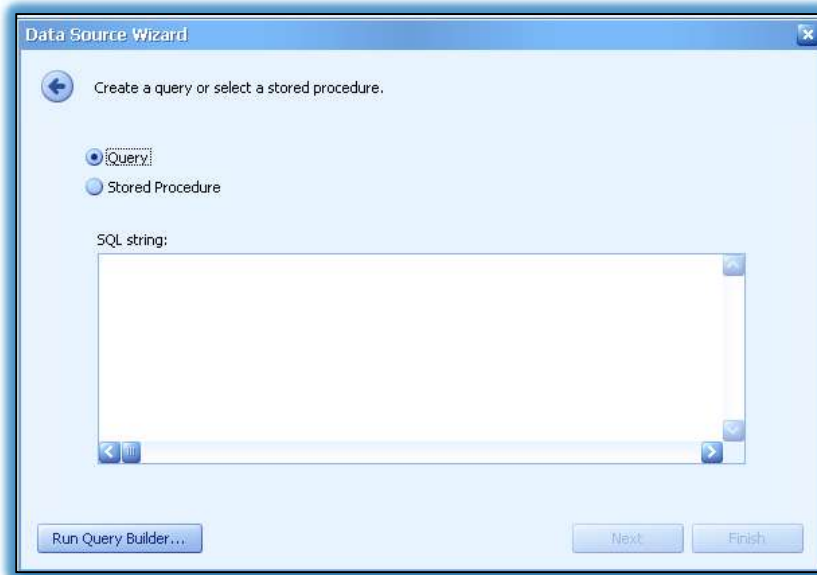 Data Source Wizard
Create a query or select a stored procedure.
Query
Stored Procedure
SQL string:
Run Query Builder...
Next
Finish